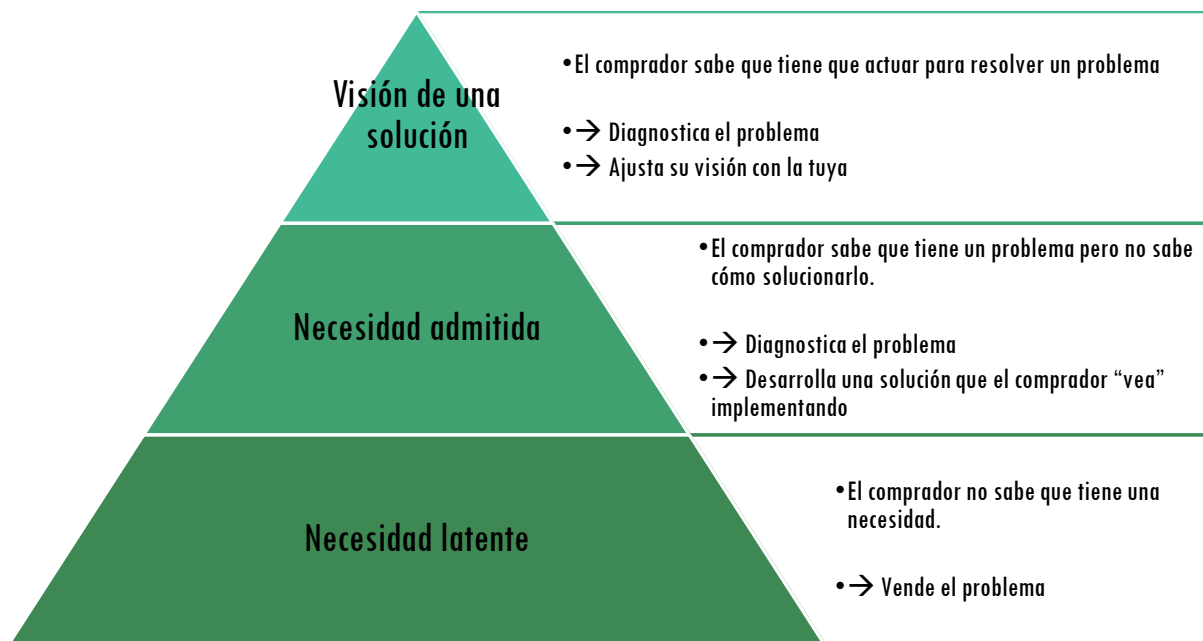 Visión de una
solución
•El comprador sabe que tiene que actuar para resolver un problema
•→ Diagnostica el problema
•→ Ajusta su visión con la tuya
Necesidad admitida
•El comprador sabe que tiene un problema pero no sabe
cómo solucionarlo.
•→ Diagnostica el problema
•→ Desarrolla una solución que el comprador “vea”
implementando
Necesidad latente
•El comprador no sabe que tiene una
necesidad.
•→ Vende el problema